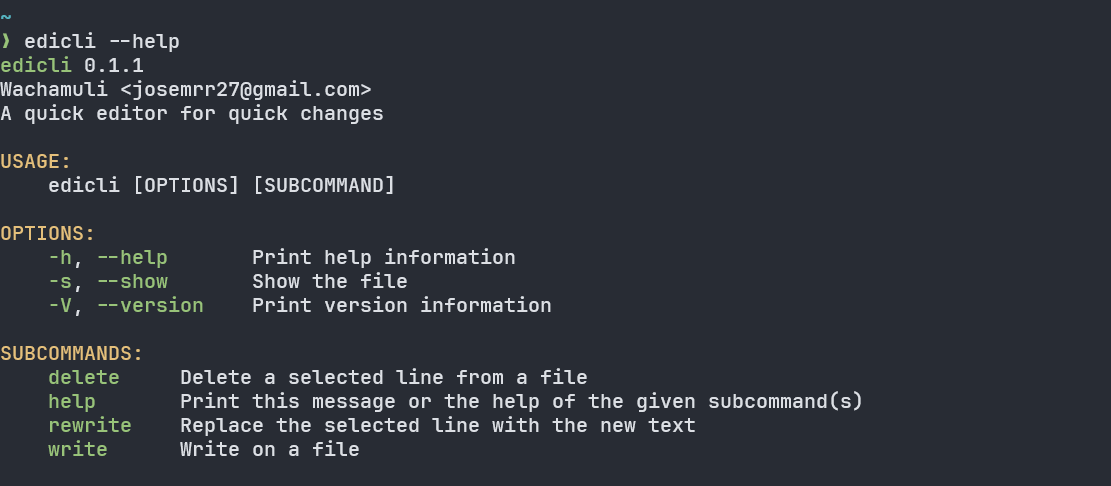 ~
❯ edicli --help
edicli 0.1.1
Wachamuli <josemrr27@gmail.com>
A quick editor for quick changes

USAGE:
    edicli [OPTIONS] [SUBCOMMAND]

OPTIONS:
    -h, --help       Print help information
    -s, --show       Show the file
    -V, --version    Print version information

SUBCOMMANDS:
    delete     Delete a selected line from a file
    help       Print this message or the help of the given subcommand(s)
    rewrite    Replace the selected line with the new text
    write      Write on a file